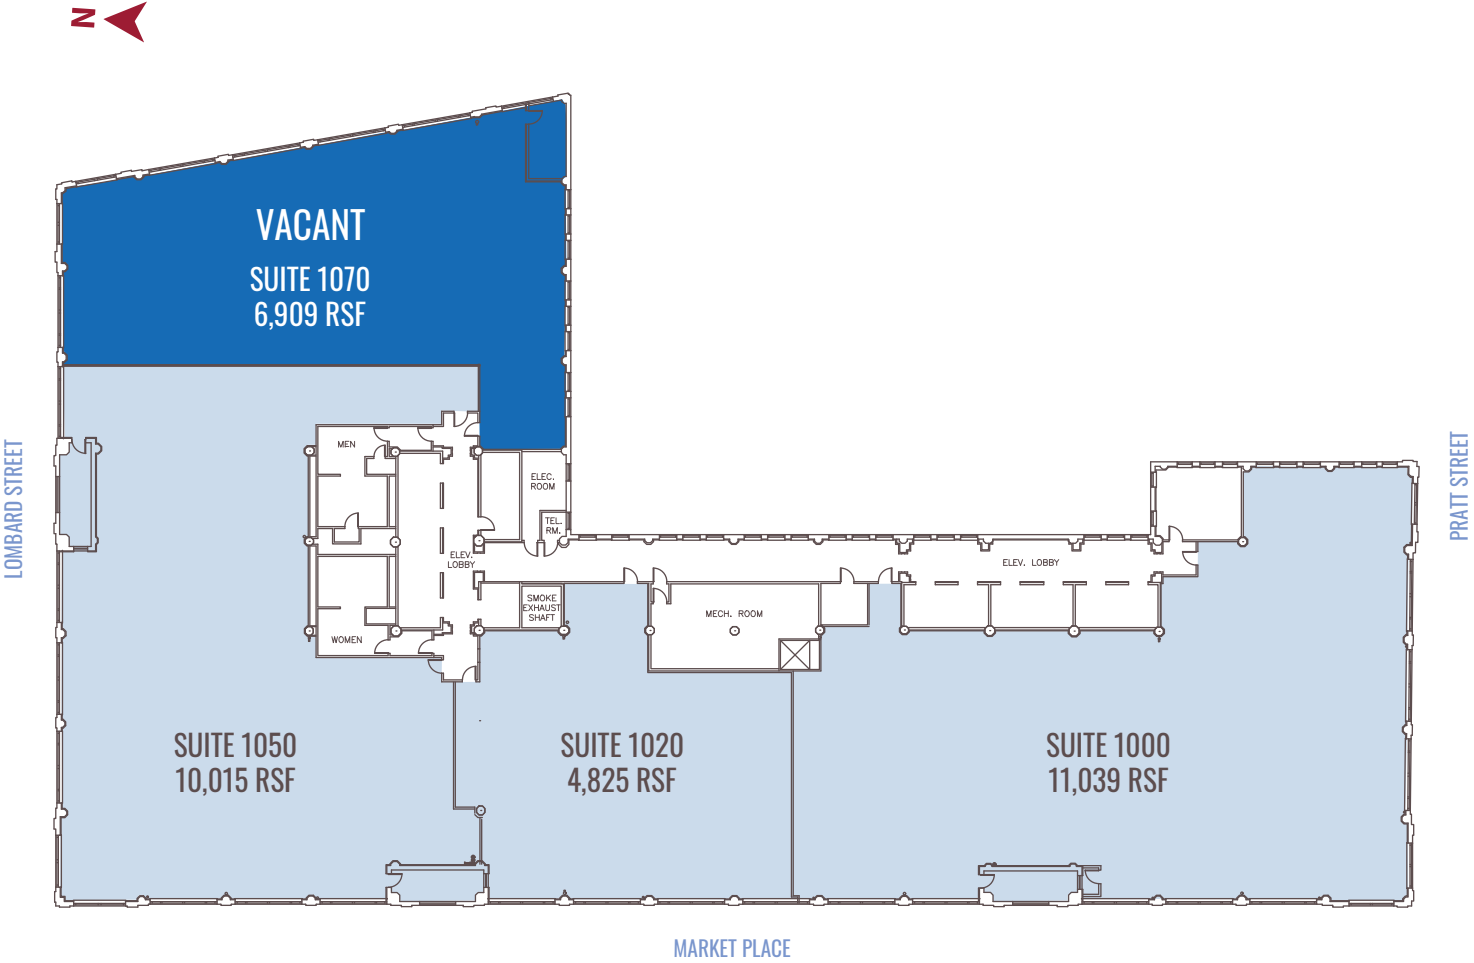 N
VACANT
SUITE 1070
6,909 RSF
LOMBARD STREET
PRATT STREET
MEN
ELEC.
ROOM
TEL.
RM.
ELEV.
LOBBY
ELEV. LOBBY
SMOKE
EXHAUST
SHAFT
MECH. ROOM
WOMEN
SUITE 1050
10,015 RSF
SUITE 1020
4,825 RSF
SUITE 1000
11,039 RSF
MARKET PLACE